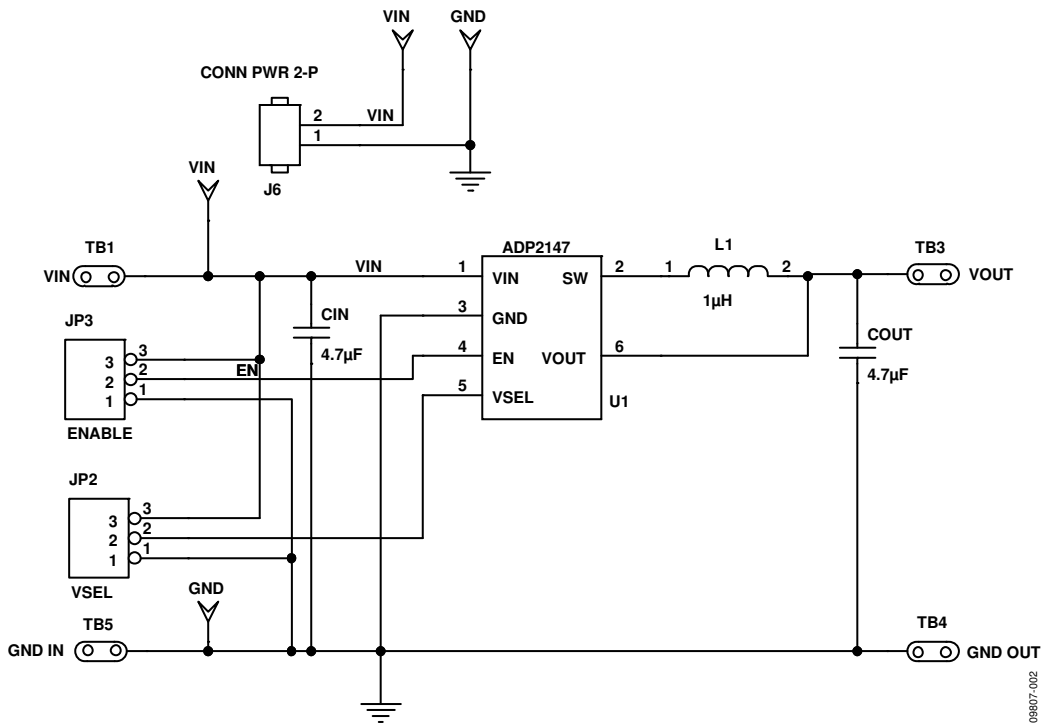 VIN GND
CONN PWR 2-P
2 VIN
1
J6
VIN
TB1
VIN
VIN
ADP2147
1 VIN SW 2
3 GND
4 EN VOUT 6
5 VSEL
U1
1 L1 2
1µH
TB3
VOUT
CIN
4.7µF
COUT
4.7µF
JP3
3 3
2 2 EN
1 1
ENABLE
JP2
3 3
2 2
1 1
VSEL
GND
TB5
GND IN
TB4
GND OUT
09807-002